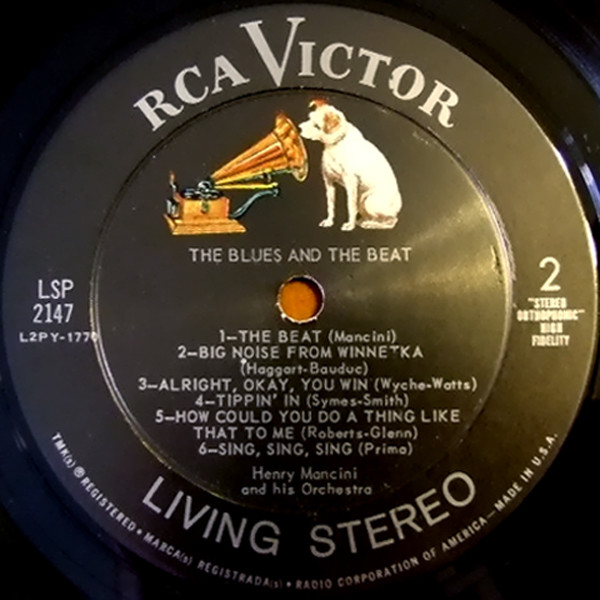 RCA VICTOR
THE BLUES AND THE BEAT
LSP
2147
L2PY-177
2
"STEREO
ORTHOPHONIC"
HIGH
FIDELITY
1—THE BEAT (Mancini)
2—BIG NOISE FROM WINNETKA
(Haggart-Bauduc)
3—ALRIGHT, OKAY, YOU WIN (Wyche-Watts)
4—TIPPIN' IN (Symes-Smith)
5—HOW COULD YOU DO A THING LIKE
THAT TO ME (Roberts-Glenn)
6—SING, SING, SING (Prima)
Henry Mancini
and his Orchestra
LIVING STEREO
TMK(s) ® REGISTERED • MARCA(s) REGISTRADA(s) • RADIO CORPORATION OF AMERICA—MADE IN U.S.A.